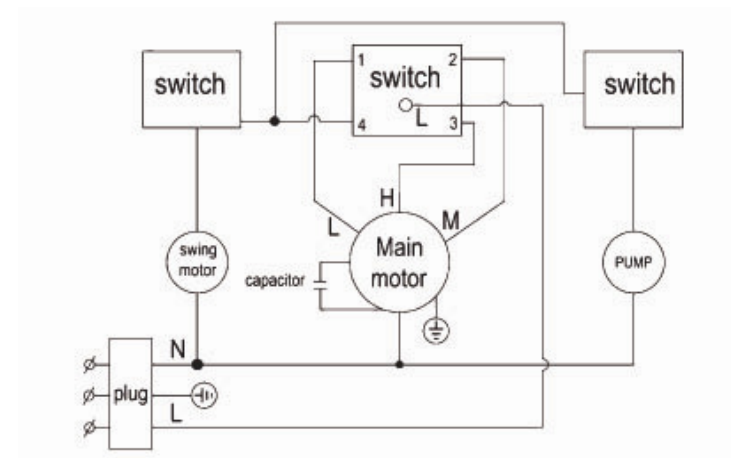 1
2
switch
switch
switch
L
4
3
H
L
M
swing
motor
Main
motor
capacitor
PUMP
N
plug
L